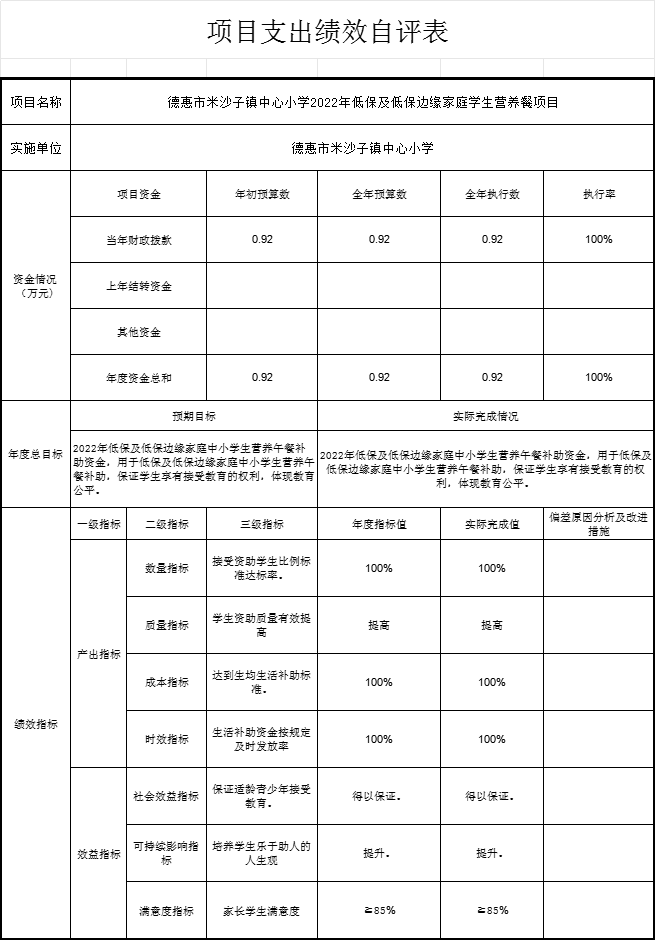 项目支出绩效自评表
项目名称
德惠市米沙子镇中心小学2022年低保及低保边缘家庭学生营养餐项目
实施单位
德惠市米沙子镇中心小学
资金情况
（万元）
项目资金
年初预算数
全年预算数
全年执行数
执行率
当年财政拨款
0.92
0.92
0.92
100%
上年结转资金
其他资金
年度资金总和
0.92
0.92
0.92
100%
年度总目标
预期目标
实际完成情况
2022年低保及低保边缘家庭中小学生营养午餐补
助资金，用于低保及低保边缘家庭中小学生营养午
餐补助，保证学生享有接受教育的权利，体现教育
公平。
2022年低保及低保边缘家庭中小学生营养午餐补助资金，用于低保及
低保边缘家庭中小学生营养午餐补助，保证学生享有接受教育的权
利，体现教育公平。
绩效指标
一级指标
二级指标
三级指标
年度指标值
实际完成值
偏差原因分析及改进
措施
产出指标
数量指标
接受资助学生比例标
准达标率。
100%
100%
质量指标
学生资助质量有效提
高
提高
提高
成本指标
达到生均生活补助标
准。
100%
100%
时效指标
生活补助资金按规定
及时发放率
100%
100%
效益指标
社会效益指标
保证适龄青少年接受
教育。
得以保证。
得以保证。
可持续影响指
标
培养学生乐于助人的
人生观
提升。
提升。
满意度指标
家长学生满意度
≧85%
≧85%